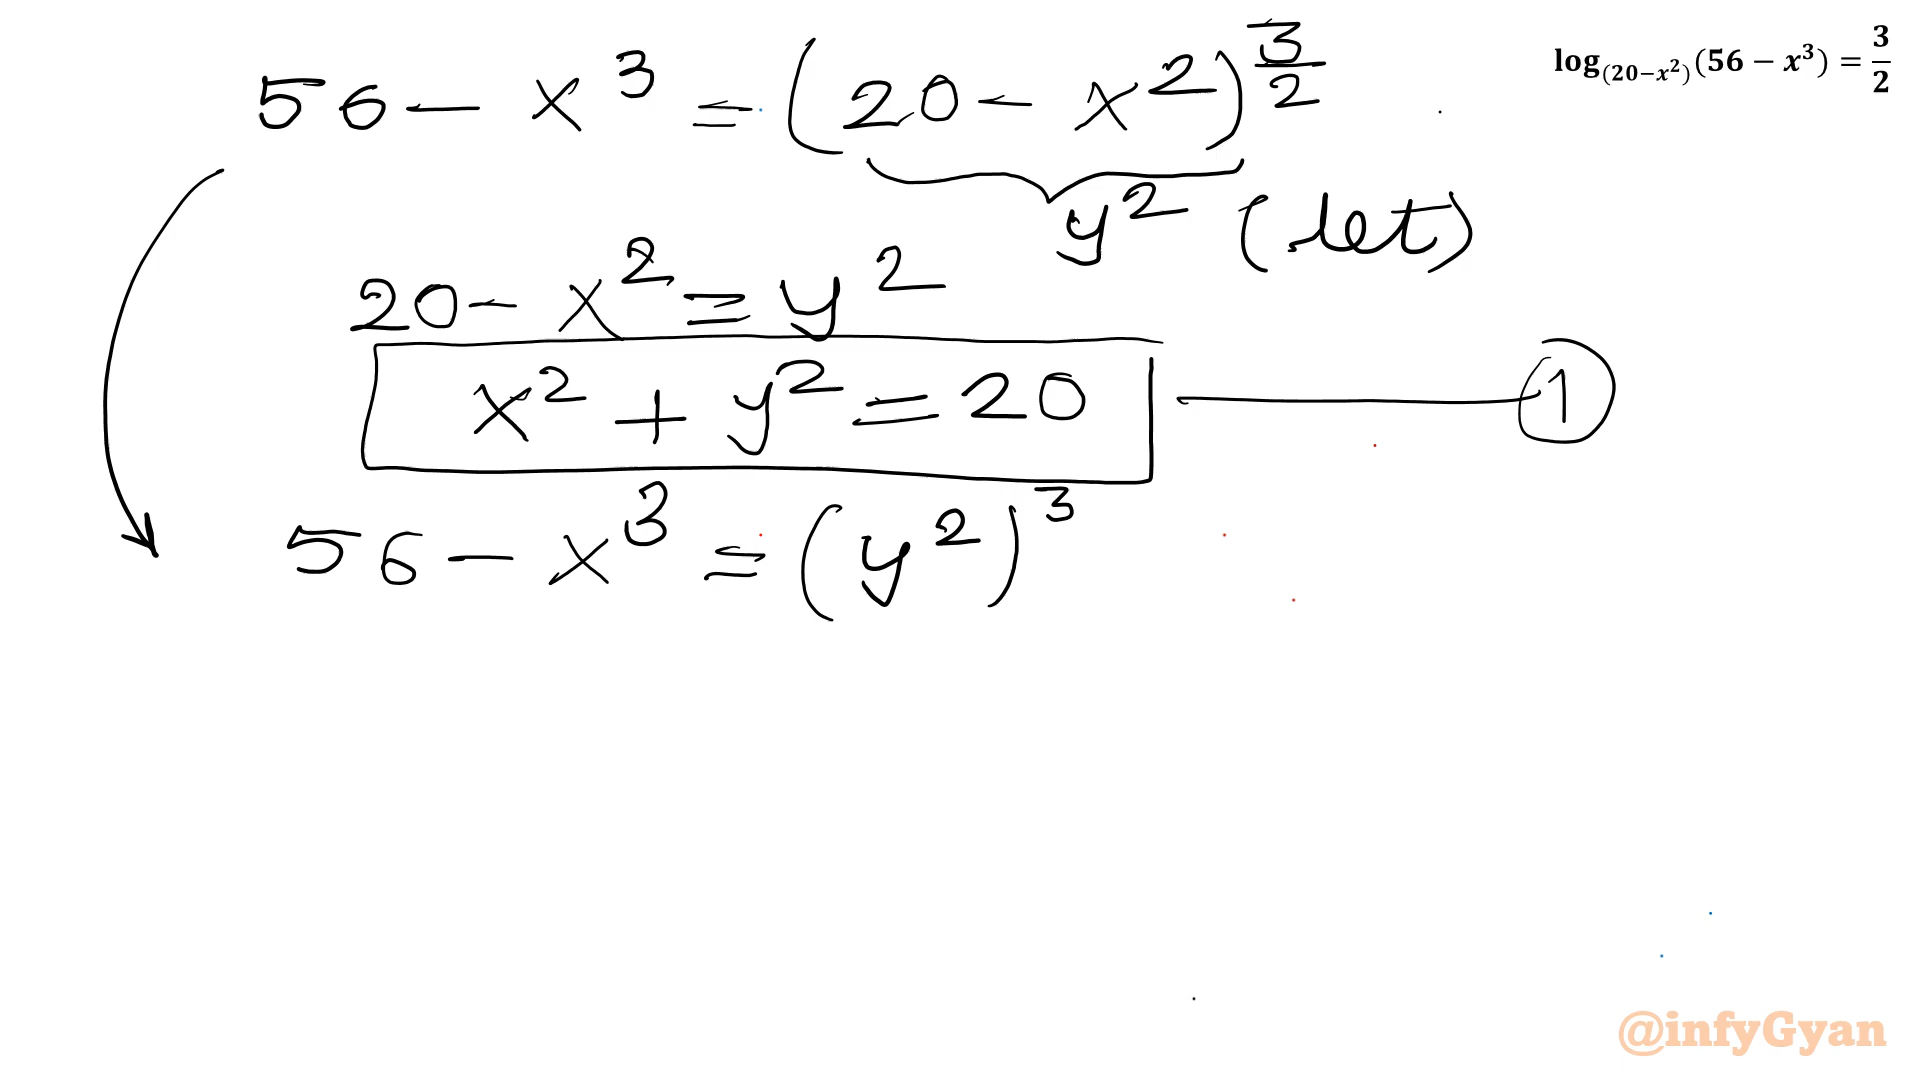 56 - x³ = (20 - x²)^(3/2)
log₍₂₀₋ₓ²₎(56 − x³) = 3/2
y² (let)
20 - x² = y²
x² + y² = 20 ——— ①
56 - x³ = (y²)³
@infyGyan